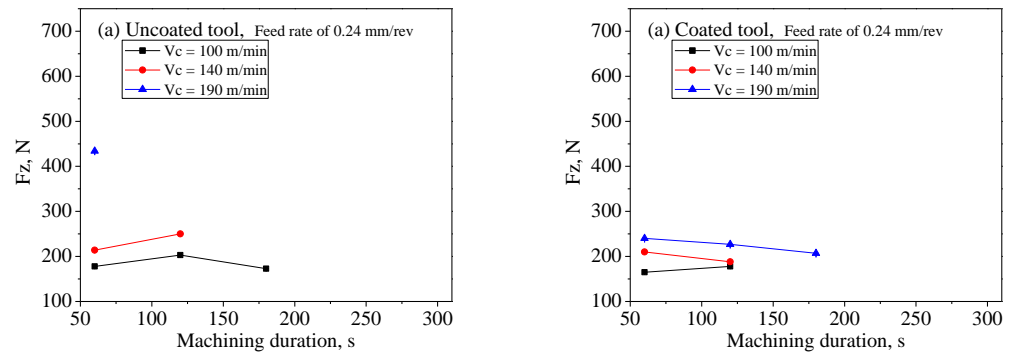 (a) Uncoated tool, Feed rate of 0.24 mm/rev
Vc = 100 m/min
Vc = 140 m/min
Vc = 190 m/min
700
600
500
400
300
200
100
Fz, N
50 100 150 200 250 300
Machining duration, s
(a) Coated tool, Feed rate of 0.24 mm/rev
Vc = 100 m/min
Vc = 140 m/min
Vc = 190 m/min
700
600
500
400
300
200
100
Fz, N
50 100 150 200 250 300
Machining duration, s